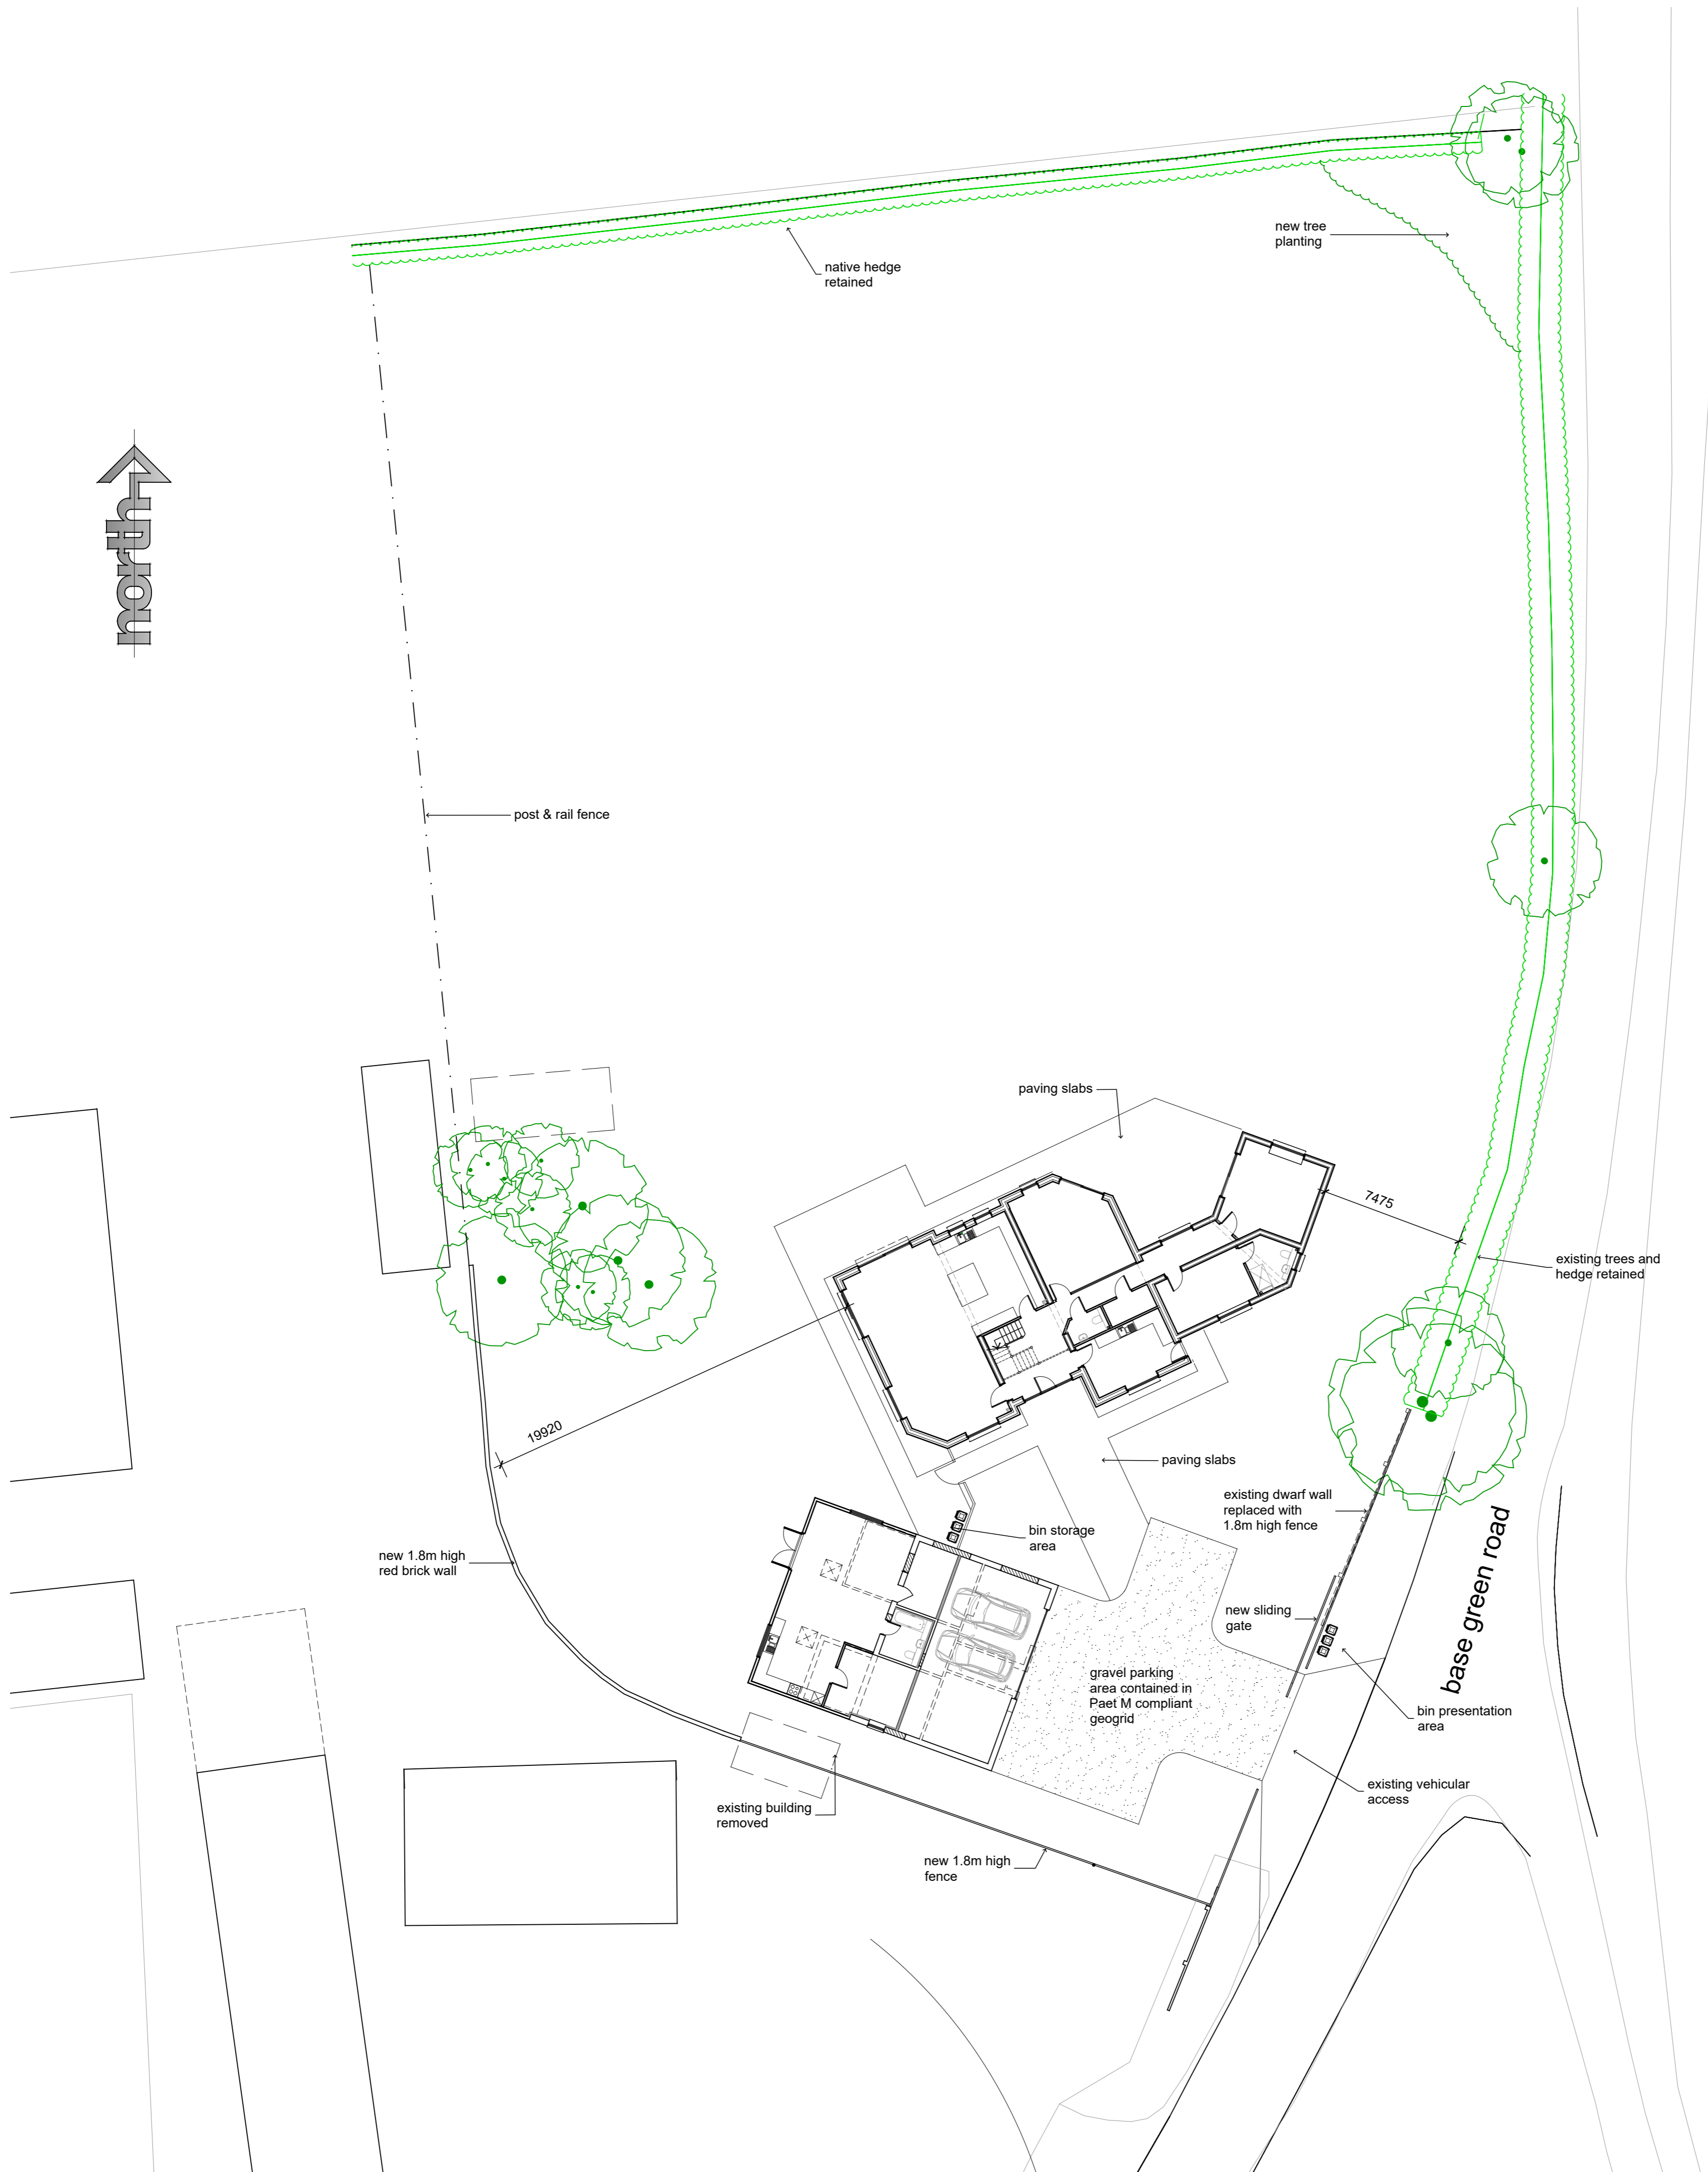 new tree
planting
native hedge
retained
north
post & rail fence
paving slabs
7475
existing trees and
hedge retained
19920
paving slabs
existing dwarf wall
replaced with
1.8m high fence
bin storage
area
new 1.8m high
red brick wall
new sliding
gate
base green road
gravel parking
area contained in
Paet M compliant
geogrid
bin presentation
area
existing vehicular
access
existing building
removed
new 1.8m high
fence